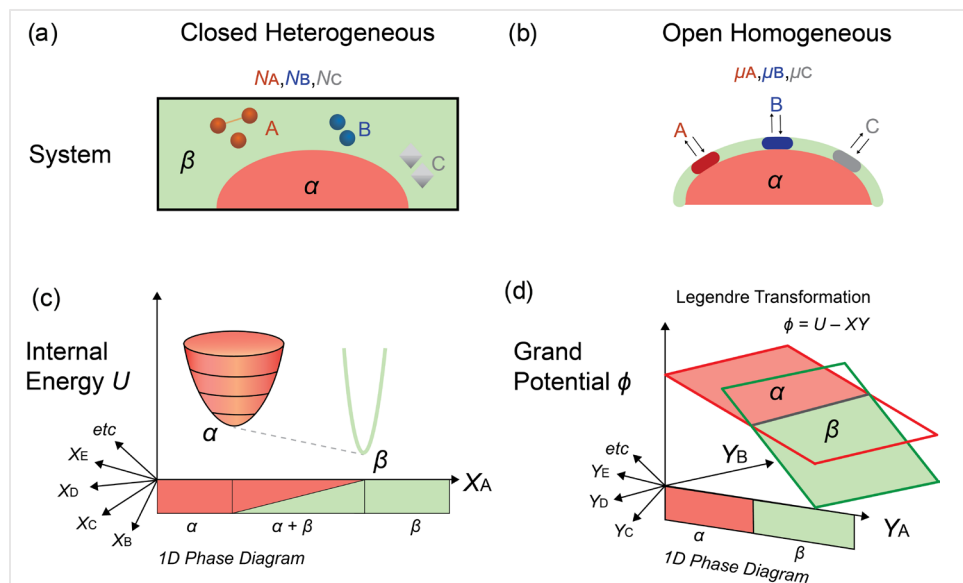 (a)
Closed Heterogeneous
NA,NB,NC
System
A
B
C
β
α
(b)
Open Homogeneous
μA,μB,μC
A
B
C
α
(c)
Internal
Energy U
α
β
etc
XE
XD
XC
XB
XA
α
α + β
β
1D Phase Diagram
(d)
Legendre Transformation
ϕ = U – XY
Grand
Potential ϕ
α
β
YB
etc
YE
YD
YC
YA
α
β
1D Phase Diagram